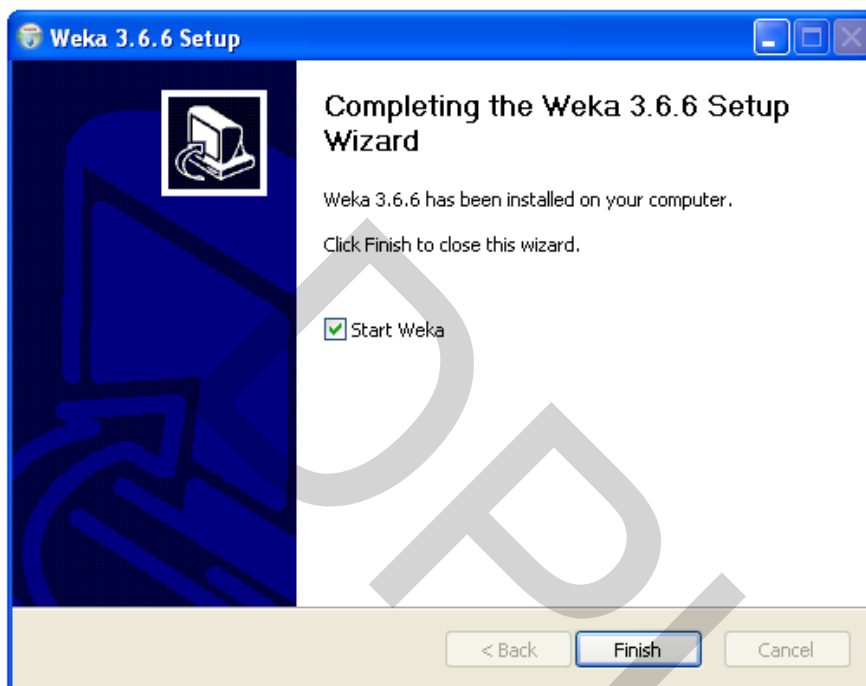 Weka 3.6.6 Setup
Completing the Weka 3.6.6 Setup
Wizard
Weka 3.6.6 has been installed on your computer.
Click Finish to close this wizard.
Start Weka
< Back
Finish
Cancel